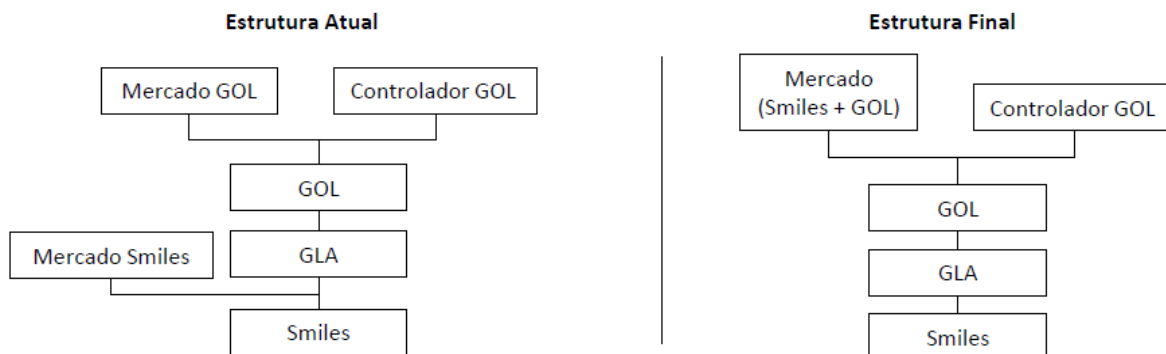 Estrutura Atual
Mercado GOL
Controlador GOL
GOL
Mercado Smiles
GLA
Smiles
Estrutura Final
Mercado
(Smiles + GOL)
Controlador GOL
GOL
GLA
Smiles